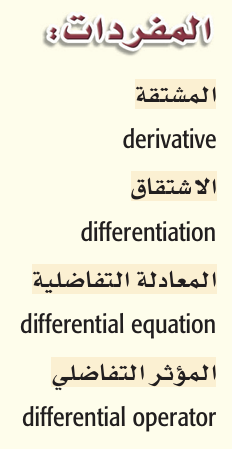 المفردات:
المشتقة
derivative
الاشتقاق
differentiation
المعادلة التفاضلية
differential equation
المؤثر التفاضلي
differential operator